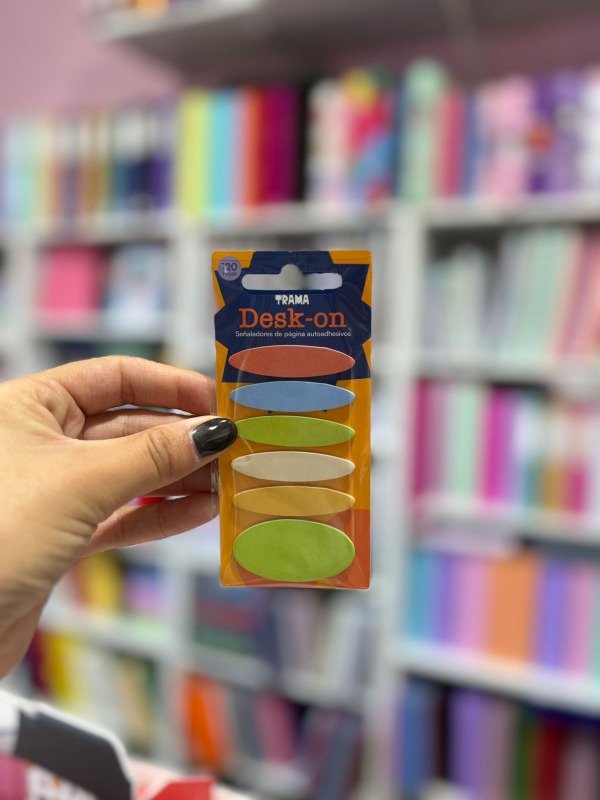 120
hojas
TRAMA
Desk-on
Señaladores de página autoadhesivos